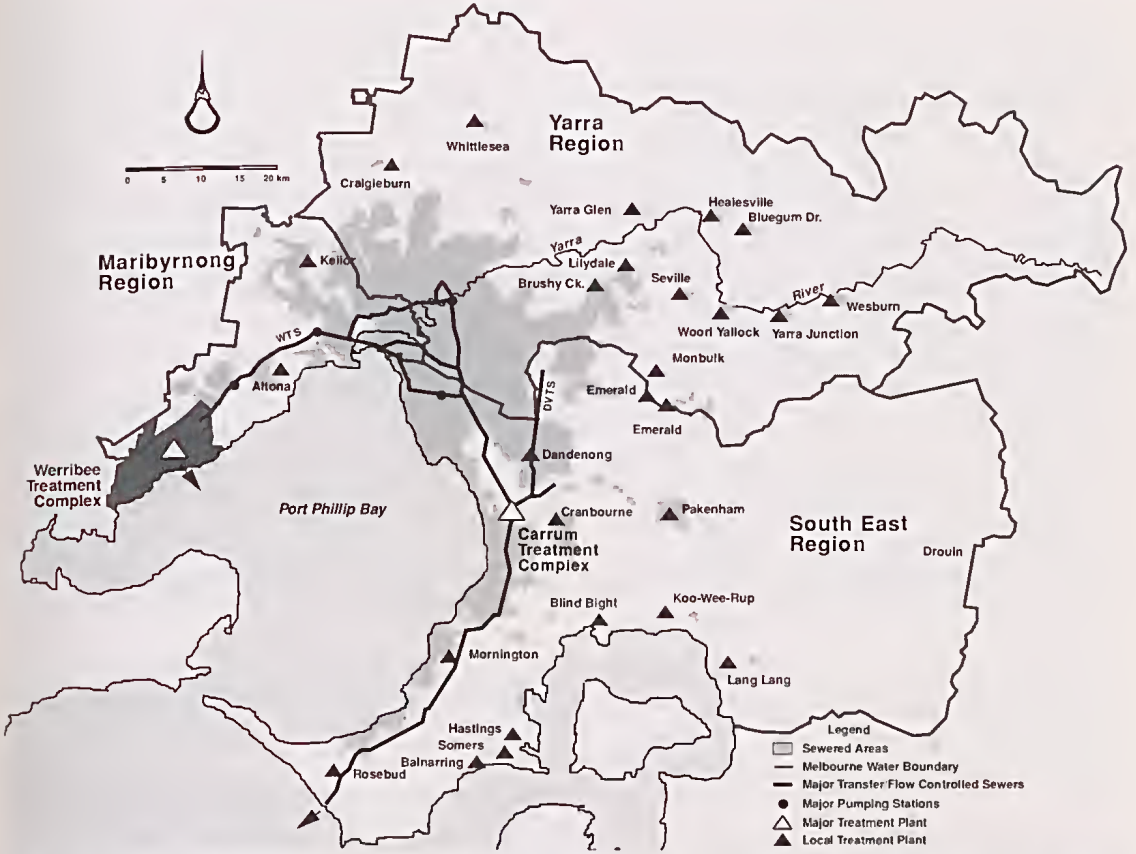 Yarra
Region
Whittlesea
Craigieburn
0 5 10 15 20 km
Healesville
Yarra Glen
Bluegum Dr.
Yarra
Maribyrnong
Region
Keilor
Lilydale
Brushy Ck.
Seville
River
Wesburn
Woori Yallock
Yarra Junction
WTS
Monbulk
Altona
Emerald
DVTS
Emerald
Dandenong
Werribee
Treatment
Complex
Port Phillip Bay
Cranbourne
Pakenham
South East
Region
Carrum
Treatment
Complex
Drouin
Blind Bight
Koo-Wee-Rup
Mornington
Lang Lang
Hastings
Somers
Balnarring
Rosebud
Legend
Sewered Areas
Melbourne Water Boundary
Major Transfer/Flow Controlled Sewers
Major Pumping Stations
Major Treatment Plant
Local Treatment Plant